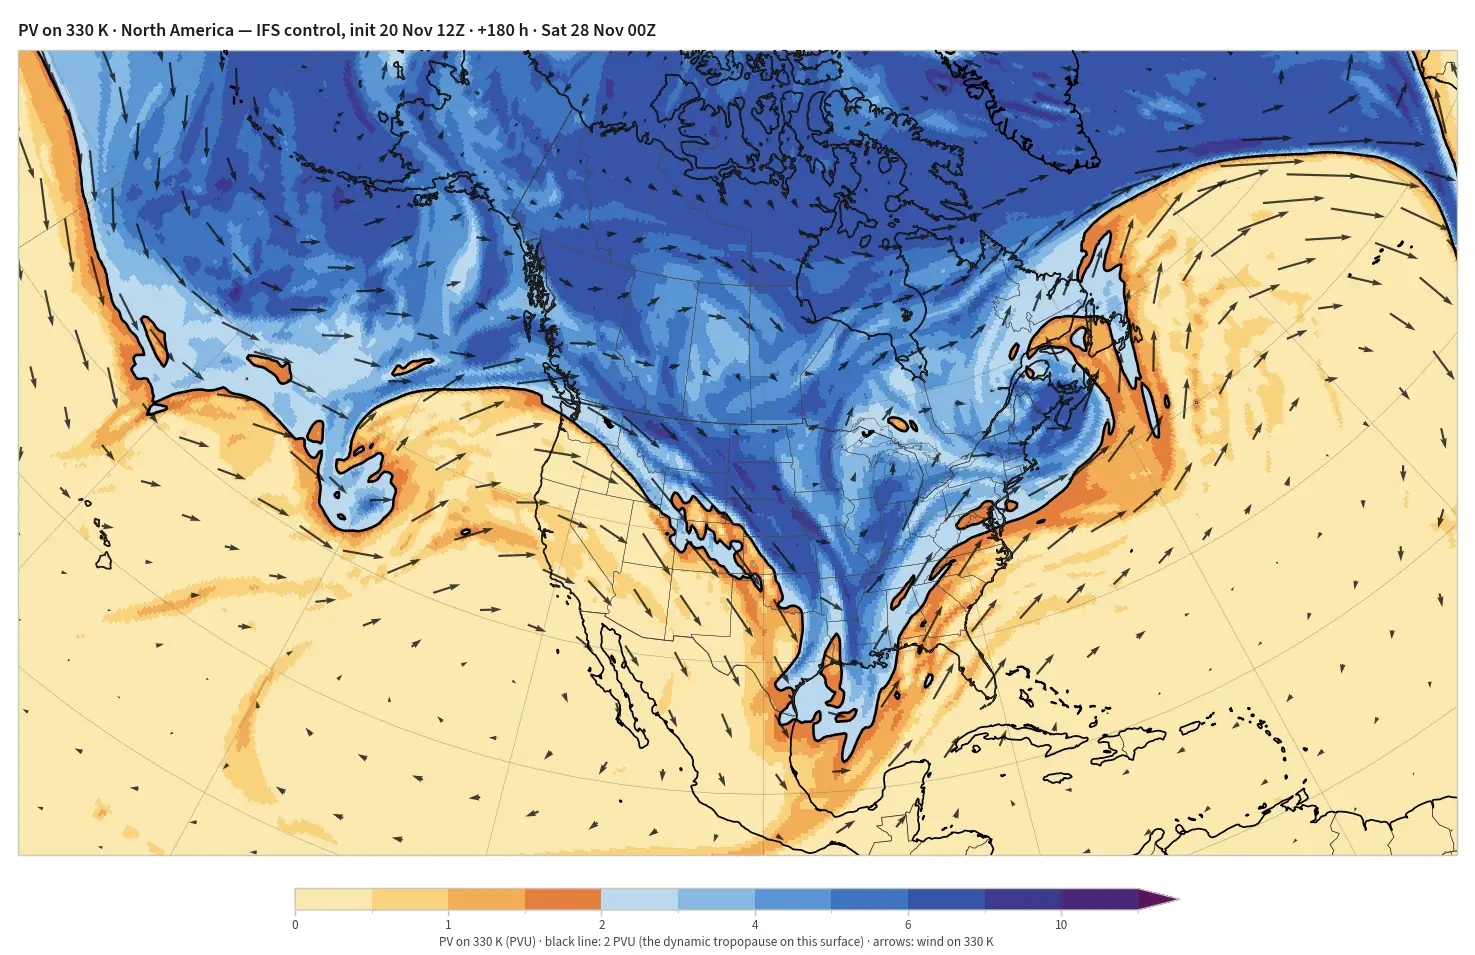 PV on 330 K · North America — IFS control, init 20 Nov 12Z · +180 h · Sat 28 Nov 00Z
0 1 2 4 6 10
PV on 330 K (PVU) · black line: 2 PVU (the dynamic tropopause on this surface) · arrows: wind on 330 K